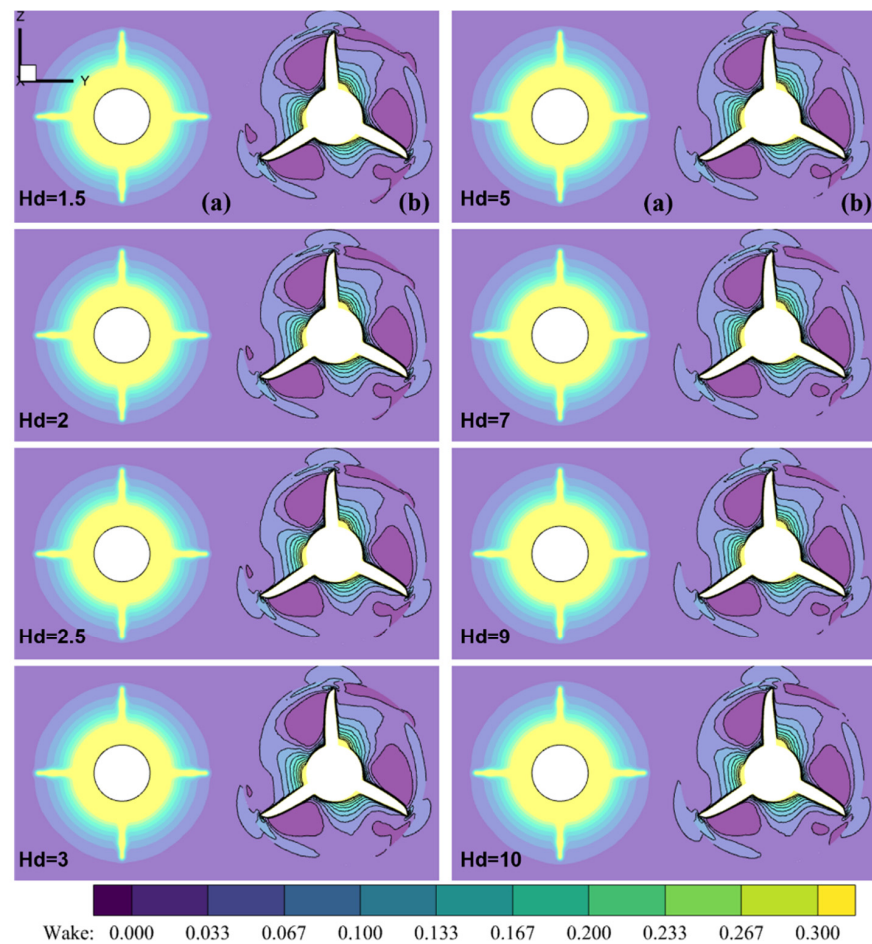 Z
X Y
Hd=1.5 (a) (b)
Hd=5 (a) (b)
Hd=2
Hd=7
Hd=2.5
Hd=9
Hd=3
Hd=10
Wake: 0.000 0.033 0.067 0.100 0.133 0.167 0.200 0.233 0.267 0.300